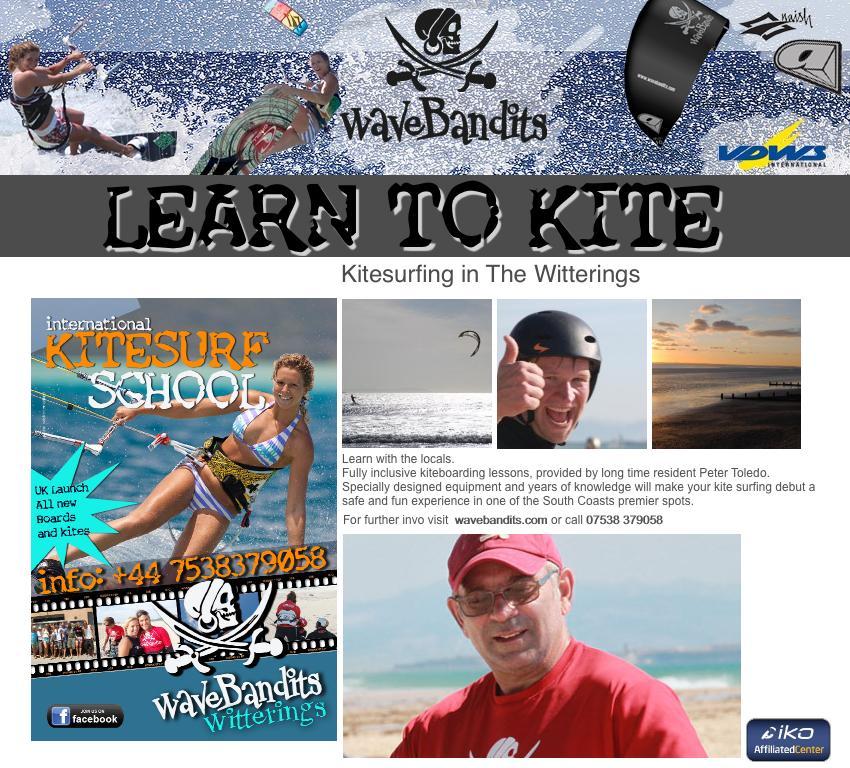 waveBandits
www.wavebandits.com
waveBandits
naish
VDWS
INTERNATIONAL
LEARN TO KITE
Kitesurfing in The Witterings
international
KITESURF
SCHOOL
UK Launch
All new
Boards
and kites
info: +44 7538379058
waveBandits
Witterings
JOIN US ON
facebook
Learn with the locals.
Fully inclusive kiteboarding lessons, provided by long time resident Peter Toledo.
Specially designed equipment and years of knowledge will make your kite surfing debut a
safe and fun experience in one of the South Coasts premier spots.
For further invo visit wavebandits.com or call 07538 379058
iKO
AffiliatedCenter